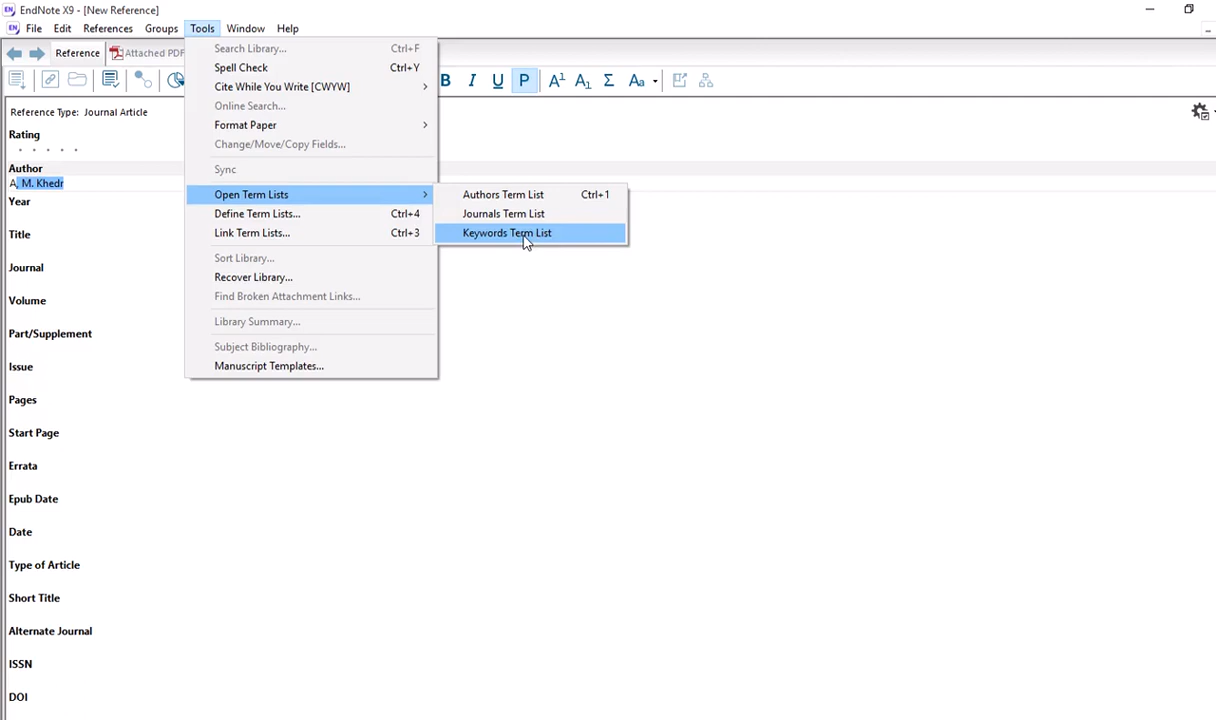 EndNote X9 - [New Reference]
File Edit References Groups Tools Window Help
Reference Attached PDF
B I U P A¹ A₁ Σ Aa
Search Library... Ctrl+F
Spell Check Ctrl+Y
Cite While You Write [CWYW]
Online Search...
Format Paper
Change/Move/Copy Fields...
Sync
Open Term Lists
Define Term Lists... Ctrl+4
Link Term Lists... Ctrl+3
Sort Library...
Recover Library...
Find Broken Attachment Links...
Library Summary...
Subject Bibliography...
Manuscript Templates...
Authors Term List Ctrl+1
Journals Term List
Keywords Term List
Reference Type: Journal Article
Rating
Author
A, M. Khedr
Year
Title
Journal
Volume
Part/Supplement
Issue
Pages
Start Page
Errata
Epub Date
Date
Type of Article
Short Title
Alternate Journal
ISSN
DOI